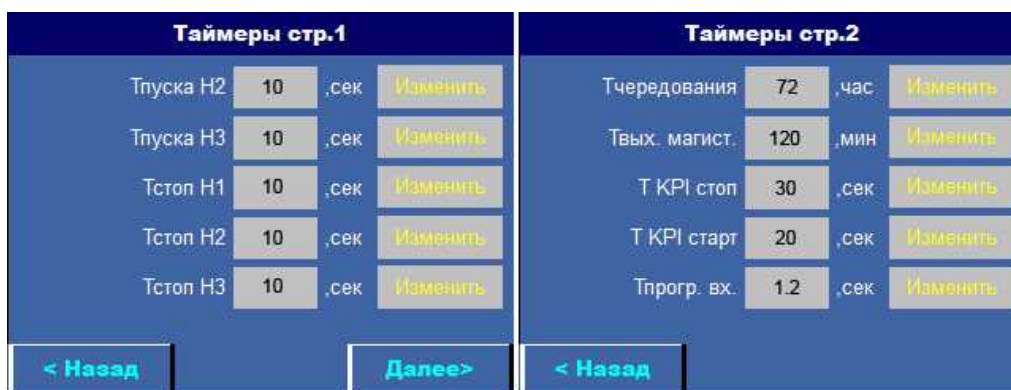 Таймеры стр.1
Тпуска Н2 10 ,сек Изменить
Тпуска Н3 10 ,сек Изменить
Тстоп Н1 10 ,сек Изменить
Тстоп Н2 10 ,сек Изменить
Тстоп Н3 10 ,сек Изменить
< Назад Далее>
Таймеры стр.2
Тчередования 72 ,час Изменить
Твых. магист. 120 ,мин Изменить
Т KPI стоп 30 ,сек Изменить
Т KPI старт 20 ,сек Изменить
Тпрогр. вх. 1.2 ,сек Изменить
< Назад